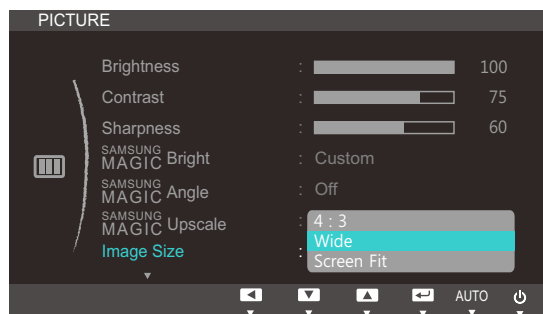 PICTURE
Brightness : 100
Contrast : 75
Sharpness : 60
SAMSUNG MAGIC Bright : Custom
SAMSUNG MAGIC Angle : Off
SAMSUNG MAGIC Upscale :
Image Size :
4 : 3
Wide
Screen Fit
AUTO